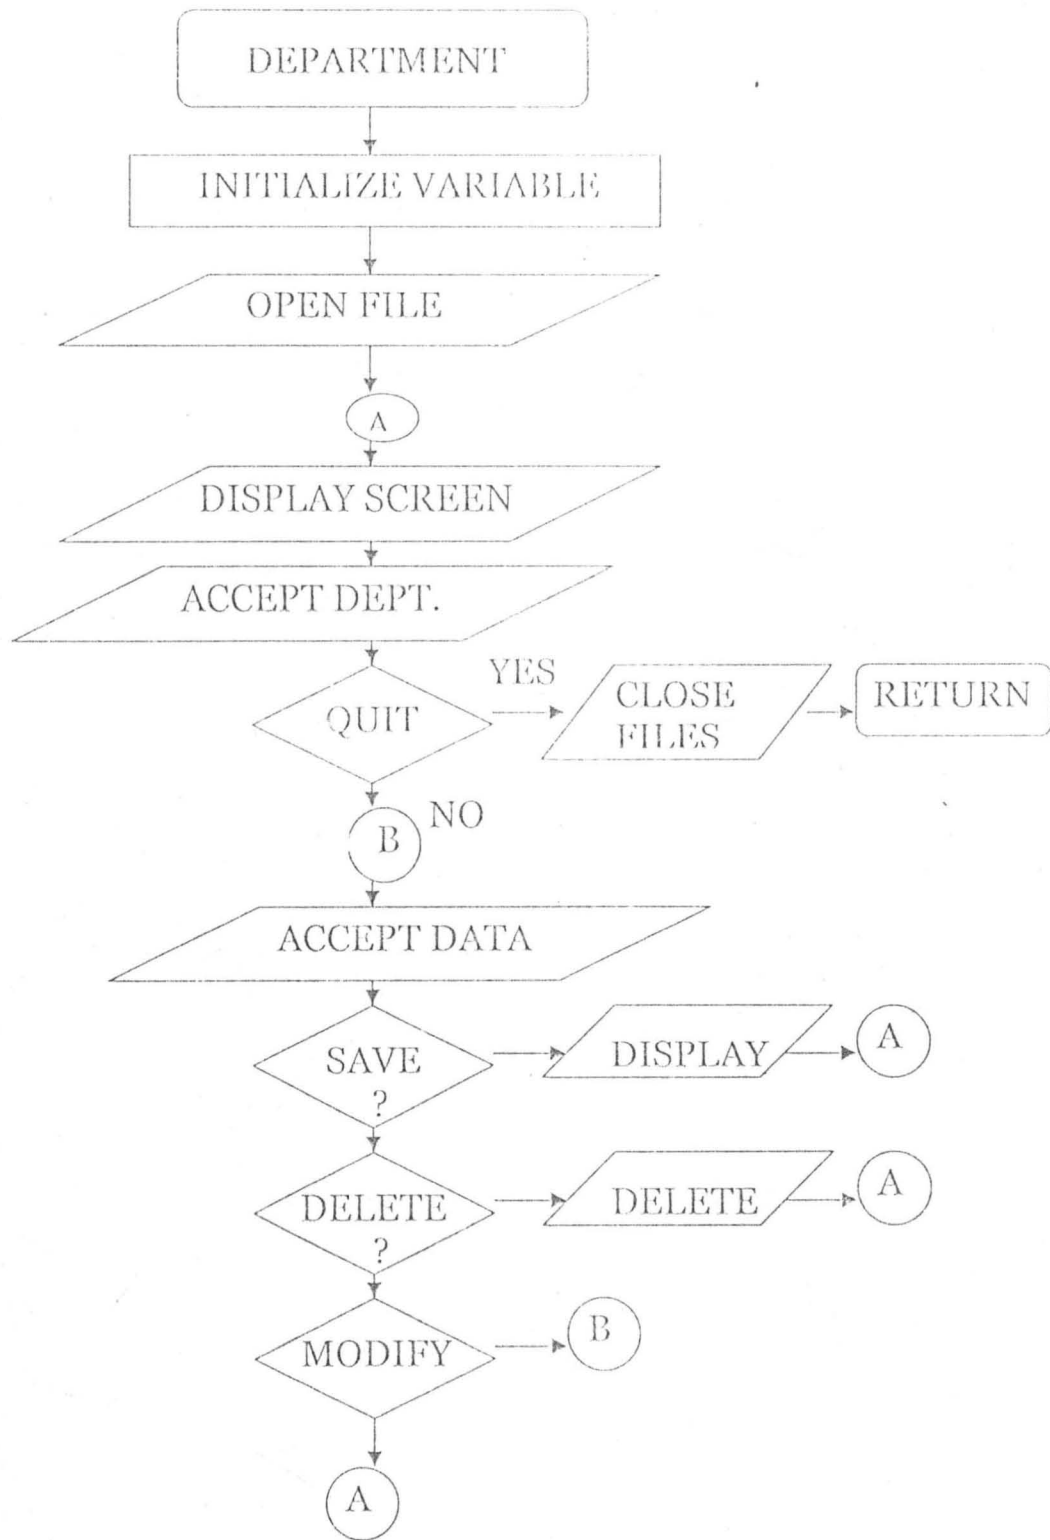 DEPARTMENT
INITIALIZE VARIABLE
OPEN FILE
A
DISPLAY SCREEN
ACCEPT DEPT.
QUIT
YES
CLOSE
FILES
RETURN
NO
B
ACCEPT DATA
SAVE
?
DISPLAY
A
DELETE
?
DELETE
A
MODIFY
B
A